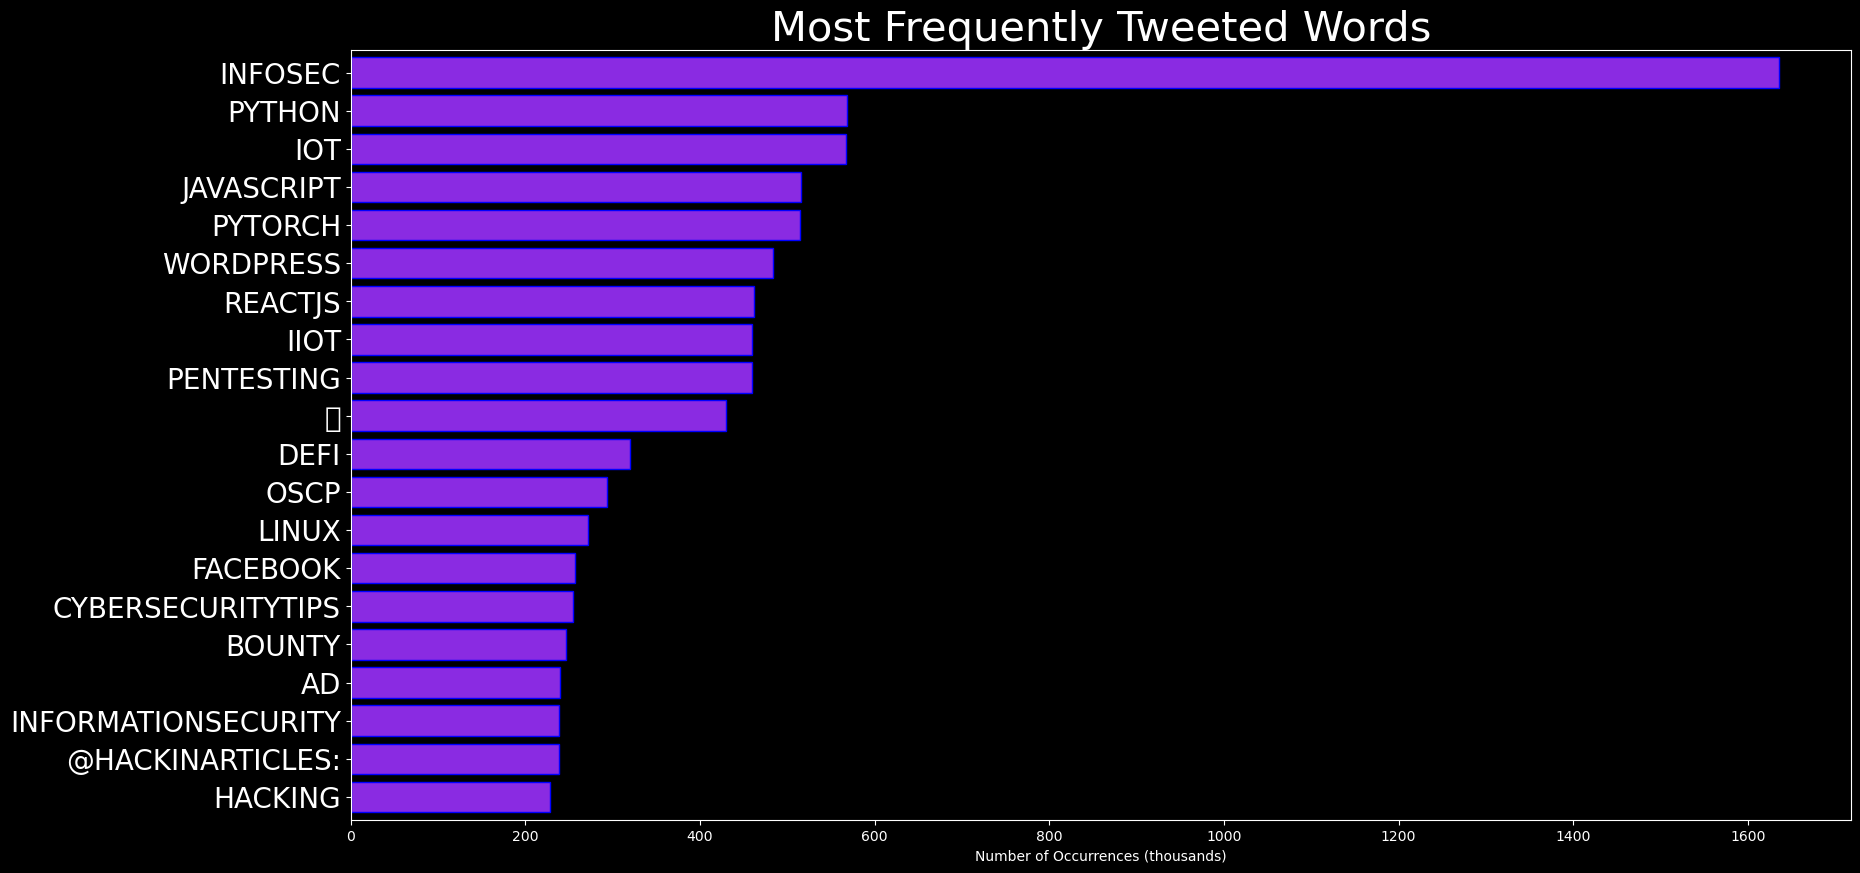 Most Frequently Tweeted Words
INFOSEC
PYTHON
IOT
JAVASCRIPT
PYTORCH
WORDPRESS
REACTJS
IIOT
PENTESTING
DEFI
OSCP
LINUX
FACEBOOK
CYBERSECURITYTIPS
BOUNTY
AD
INFORMATIONSECURITY
@HACKINARTICLES:
HACKING
0 200 400 600 800 1000 1200 1400 1600
Number of Occurrences (thousands)